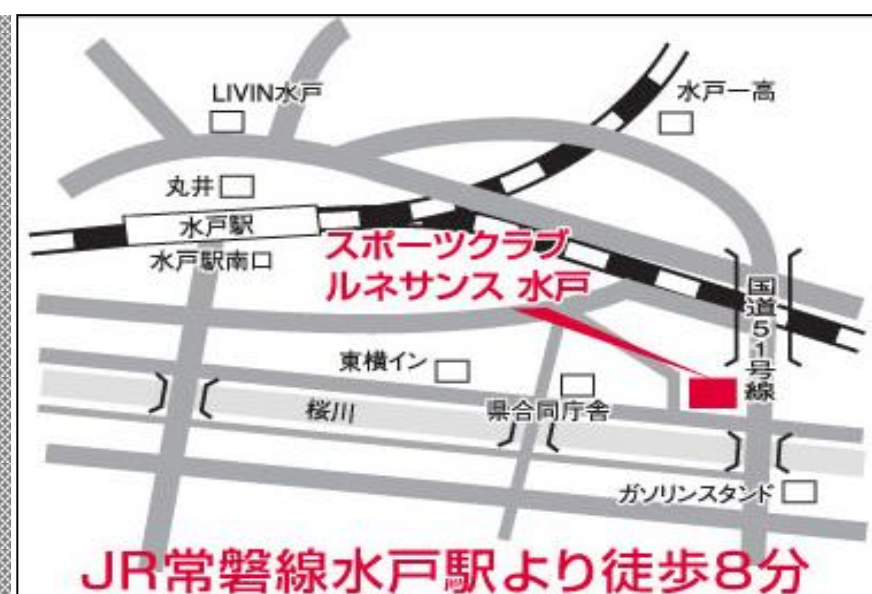 LIVIN水戸
水戸一高
丸井
水戸駅
水戸駅南口
スポーツクラブ
ルネサンス 水戸
国道51号線
東横イン
桜川
県合同庁舎
ガソリンスタンド
JR常磐線水戸駅より徒歩8分